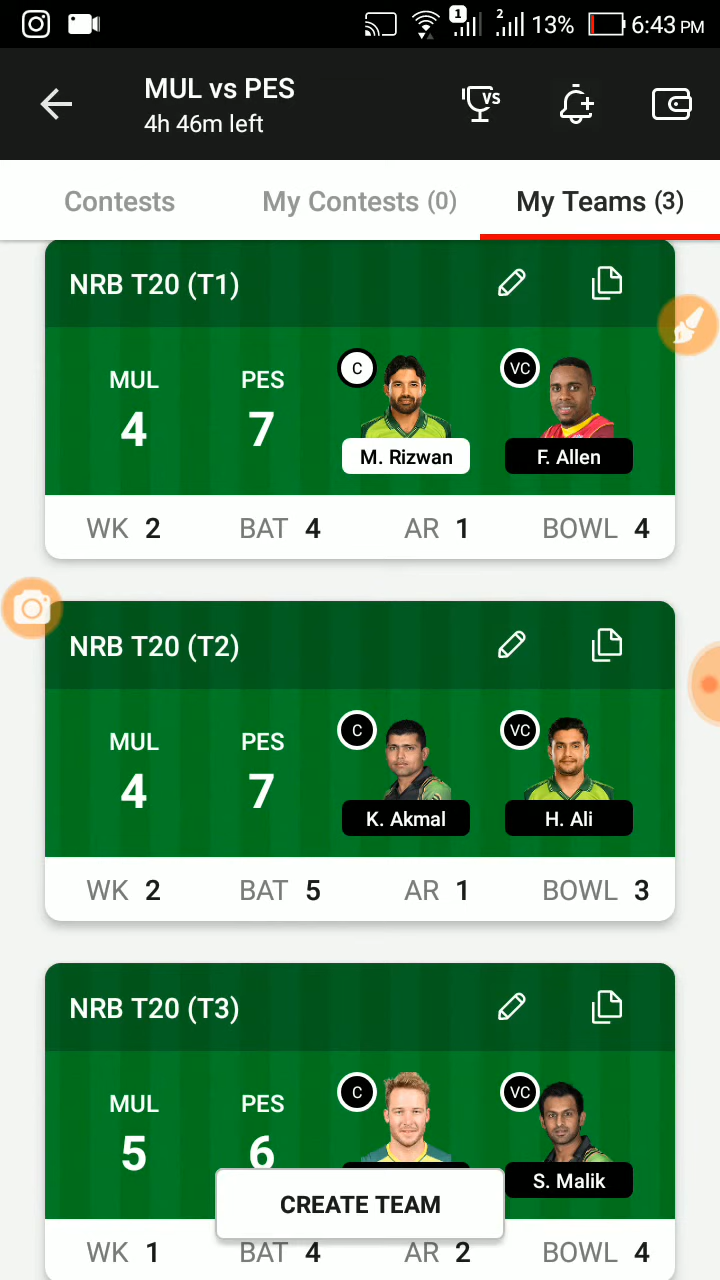 1 2 13% 6:43 PM
MUL vs PES
4h 46m left
VS
Contests My Contests (0) My Teams (3)
NRB T20 (T1)
MUL PES
4 7
C VC
M. Rizwan F. Allen
WK 2 BAT 4 AR 1 BOWL 4
NRB T20 (T2)
MUL PES
4 7
C VC
K. Akmal H. Ali
WK 2 BAT 5 AR 1 BOWL 3
NRB T20 (T3)
MUL PES
5 6
C VC
S. Malik
CREATE TEAM
WK 1 BAT 4 AR 2 BOWL 4